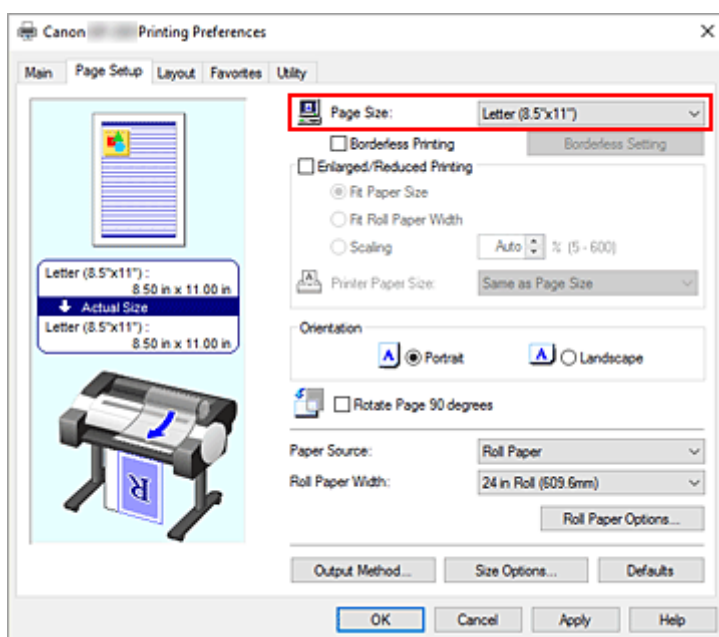 Canon Printing Preferences
Main Page Setup Layout Favorites Utility
Page Size: Letter (8.5"x11")
Borderless Printing Borderless Setting
Enlarged/Reduced Printing
Fit Paper Size
Fit Roll Paper Width
Scaling Auto % (5 - 600)
Printer Paper Size: Same as Page Size
Letter (8.5"x11") :
8.50 in x 11.00 in
Actual Size
Letter (8.5"x11") :
8.50 in x 11.00 in
Orientation
A Portrait A Landscape
Rotate Page 90 degrees
Paper Source: Roll Paper
Roll Paper Width: 24 in Roll (609.6mm)
Roll Paper Options...
R
Output Method... Size Options... Defaults
OK Cancel Apply Help